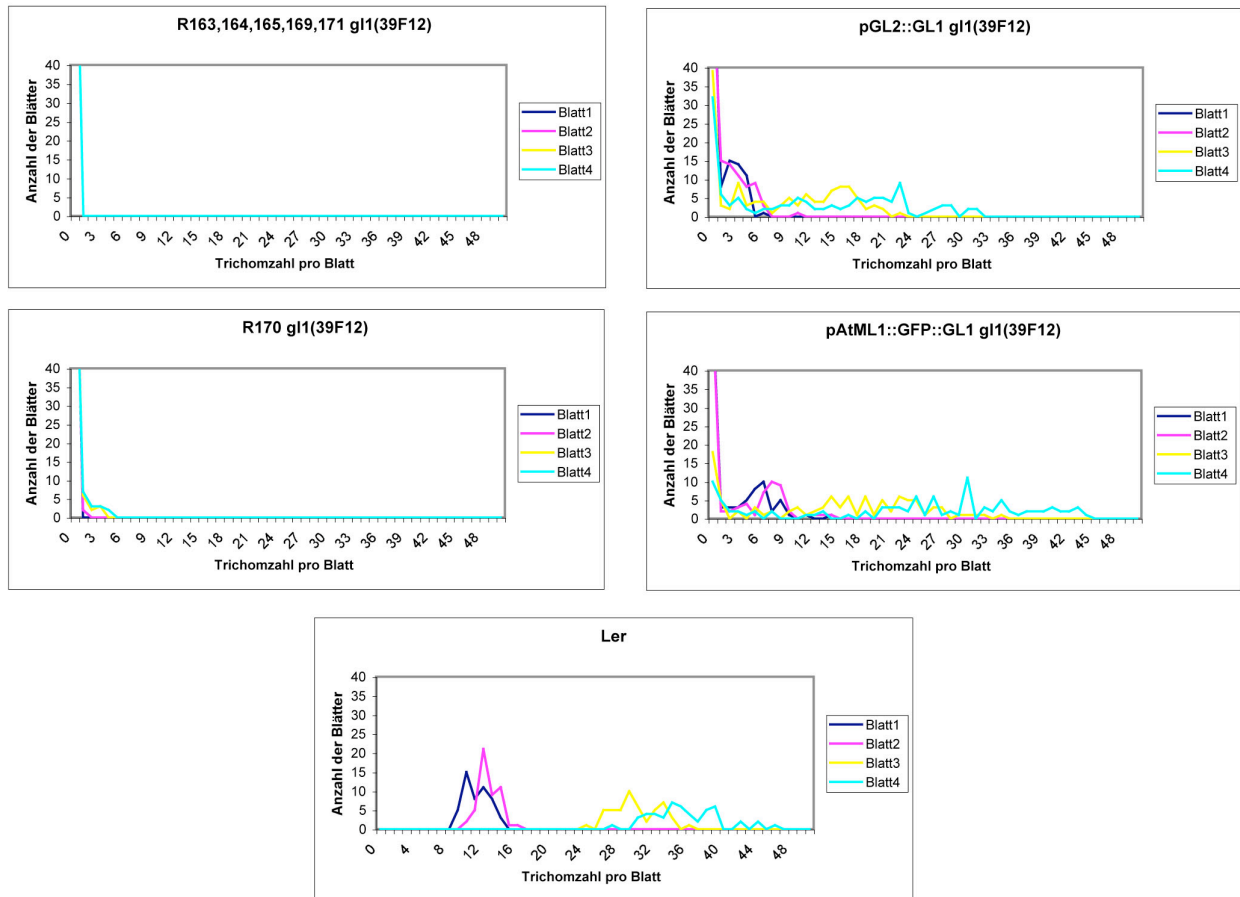 R163,164,165,169,171 gl1(39F12)
Anzahl der Blätter
40
35
30
25
20
15
10
5
0
0 3 6 9 12 15 18 21 24 27 30 33 36 39 42 45 48
Trichomzahl pro Blatt
Blatt1
Blatt2
Blatt3
Blatt4
pGL2::GL1 gl1(39F12)
Anzahl der Blätter
40
35
30
25
20
15
10
5
0
0 3 6 9 12 15 18 21 24 27 30 33 36 39 42 45 48
Trichomzahl pro Blatt
Blatt1
Blatt2
Blatt3
Blatt4
R170 gl1(39F12)
Anzahl der Blätter
40
35
30
25
20
15
10
5
0
0 3 6 9 12 15 18 21 24 27 30 33 36 39 42 45 48
Trichomzahl pro Blatt
Blatt1
Blatt2
Blatt3
Blatt4
pAtML1::GFP::GL1 gl1(39F12)
Anzahl der Blätter
40
35
30
25
20
15
10
5
0
0 3 6 9 12 15 18 21 24 27 30 33 36 39 42 45 48
Trichomzahl pro Blatt
Blatt1
Blatt2
Blatt3
Blatt4
Ler
Anzahl der Blätter
40
35
30
25
20
15
10
5
0
0 4 8 12 16 20 24 28 32 36 40 44 48
Trichomzahl pro Blatt
Blatt1
Blatt2
Blatt3
Blatt4